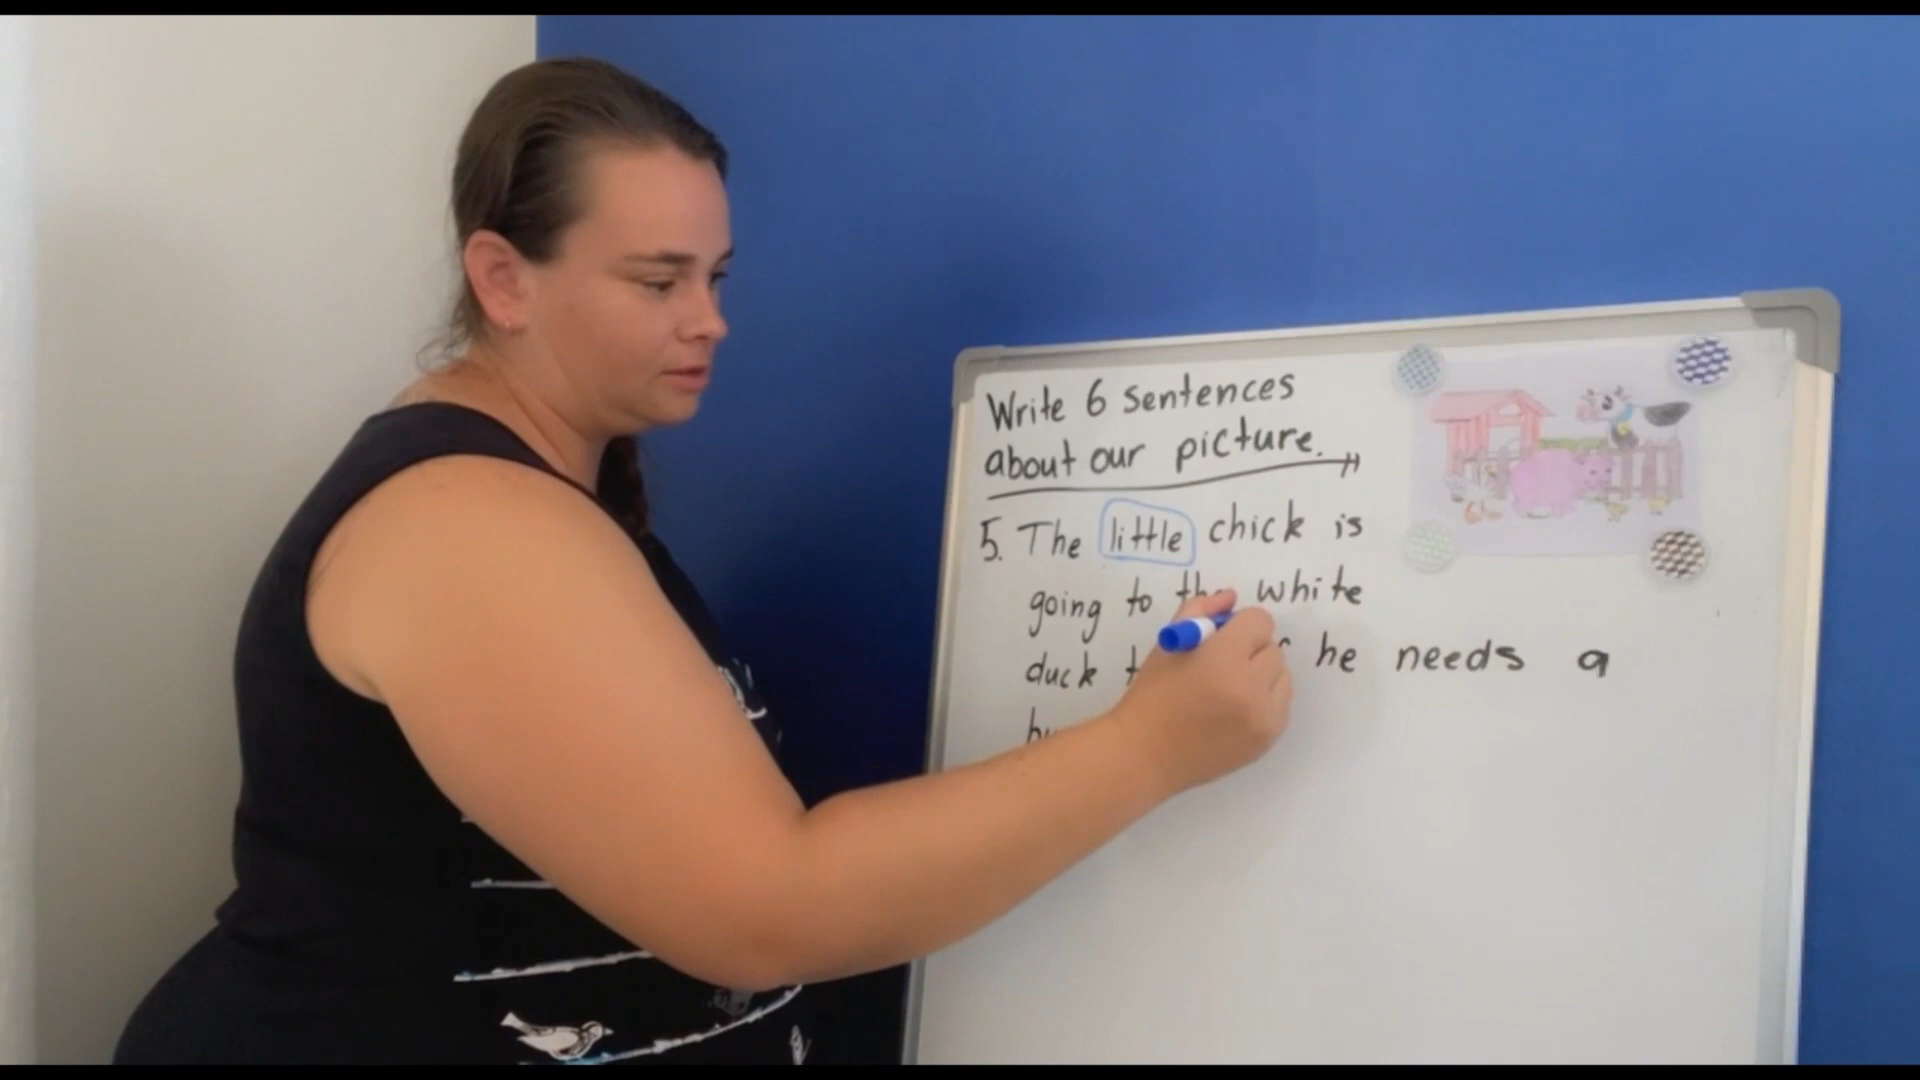 Write 6 sentences
about our picture.
5. The little chick is
going to the white
duck he needs a